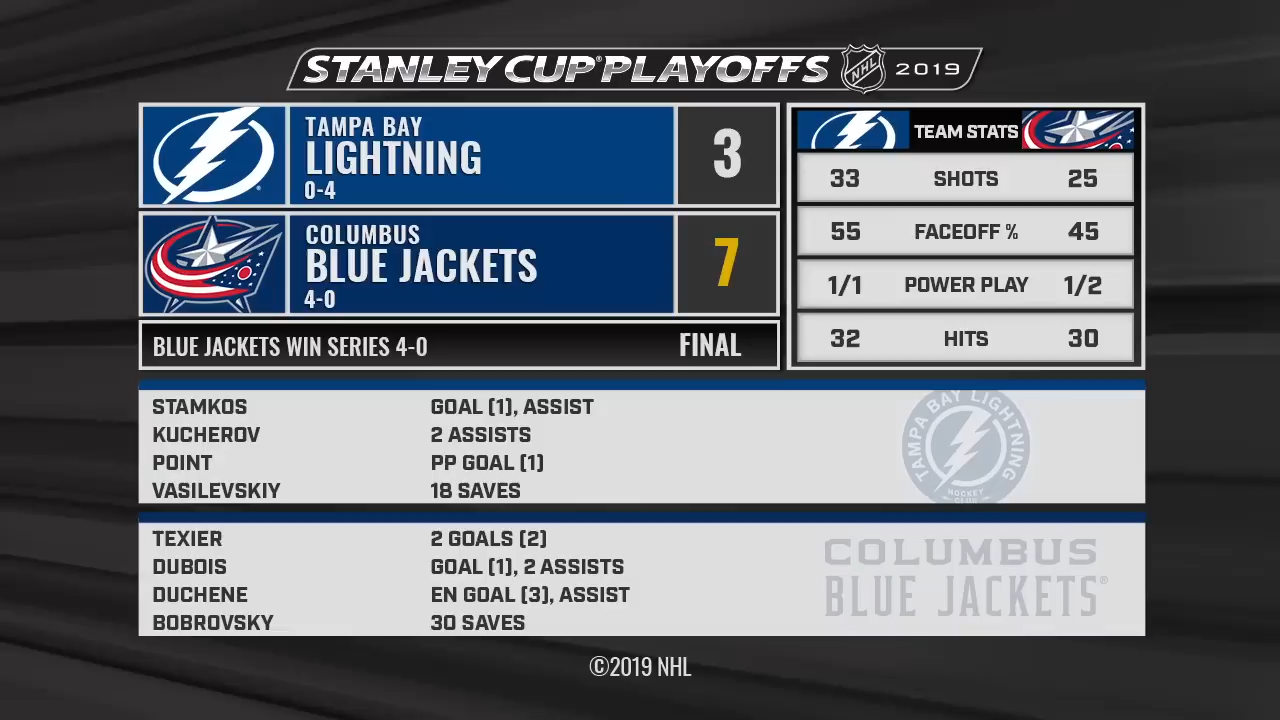 STANLEY CUP® PLAYOFFS NHL 2019
TAMPA BAY
LIGHTNING
0-4
3
COLUMBUS
BLUE JACKETS
4-0
7
BLUE JACKETS WIN SERIES 4-0 FINAL
TEAM STATS
33 SHOTS 25
55 FACEOFF % 45
1/1 POWER PLAY 1/2
32 HITS 30
STAMKOS GOAL (1), ASSIST
KUCHEROV 2 ASSISTS
POINT PP GOAL (1)
VASILEVSKIY 18 SAVES
TAMPA BAY LIGHTNING
HOCKEY
CLUB
TEXIER 2 GOALS (2)
DUBOIS GOAL (1), 2 ASSISTS
DUCHENE EN GOAL (3), ASSIST
BOBROVSKY 30 SAVES
COLUMBUS
BLUE JACKETS®
©2019 NHL